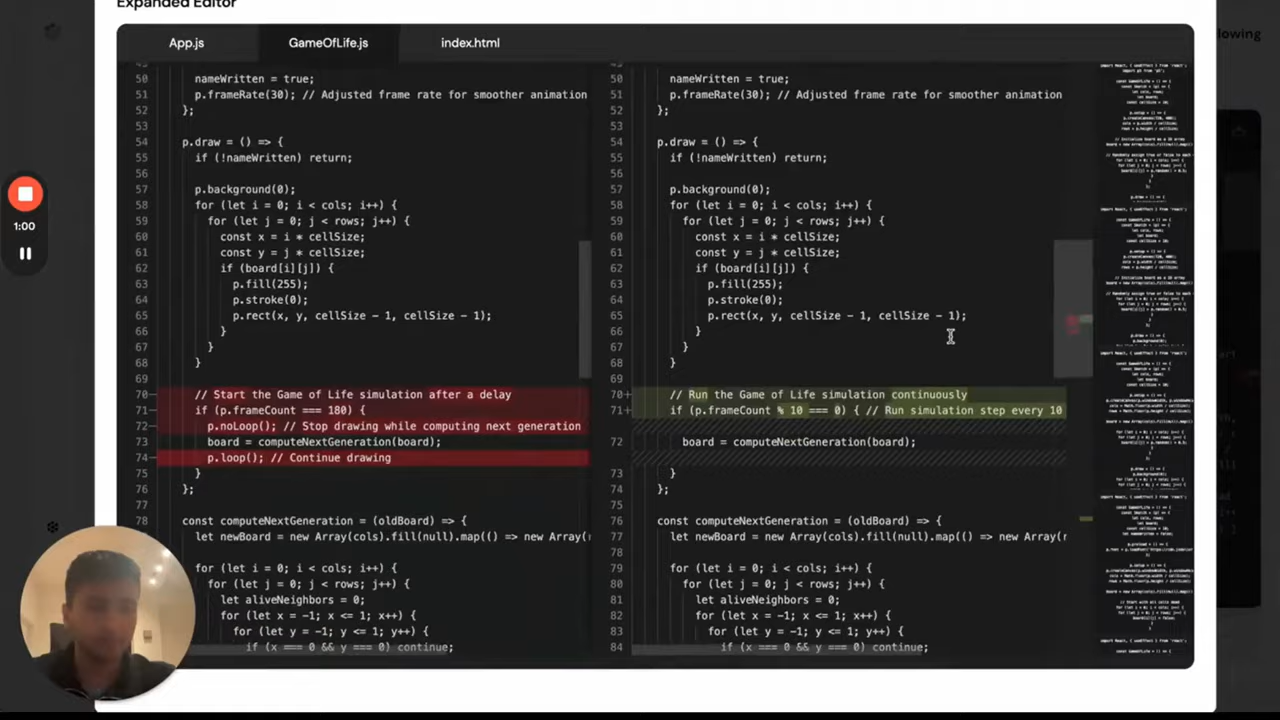 Expanded Editor
lowing
App.js
GameOfLife.js
index.html
50 nameWritten = true;
51 p.frameRate(30); // Adjusted frame rate for smoother animation
52 };
53
54 p.draw = () => {
55 if (!nameWritten) return;
56
57 p.background(0);
58 for (let i = 0; i < cols; i++) {
59 for (let j = 0; j < rows; j++) {
60 const x = i * cellSize;
61 const y = j * cellSize;
62 if (board[i][j]) {
63 p.fill(255);
64 p.stroke(0);
65 p.rect(x, y, cellSize - 1, cellSize - 1);
66 }
67 }
68 }
69
70- // Start the Game of Life simulation after a delay
71- if (p.frameCount === 180) {
72- p.noLoop(); // Stop drawing while computing next generation
73 board = computeNextGeneration(board);
74- p.loop(); // Continue drawing
75 }
76 };
77
78 const computeNextGeneration = (oldBoard) => {
79 let newBoard = new Array(cols).fill(null).map(() => new Array(r
80
81 for (let i = 0; i < cols; i++) {
82 for (let j = 0; j < rows; j++) {
83 let aliveNeighbors = 0;
84 for (let x = -1; x <= 1; x++) {
85 for (let y = -1; y <= 1; y++) {
86 if (x === 0 && y === 0) continue;
50 nameWritten = true;
51 p.frameRate(30); // Adjusted frame rate for smoother animation
52 };
53
54 p.draw = () => {
55 if (!nameWritten) return;
56
57 p.background(0);
58 for (let i = 0; i < cols; i++) {
59 for (let j = 0; j < rows; j++) {
60 const x = i * cellSize;
61 const y = j * cellSize;
62 if (board[i][j]) {
63 p.fill(255);
64 p.stroke(0);
65 p.rect(x, y, cellSize - 1, cellSize - 1);
66 }
67 }
68 }
69
70+ // Run the Game of Life simulation continuously
71+ if (p.frameCount % 10 === 0) { // Run simulation step every 10
72 board = computeNextGeneration(board);
73 }
74 };
75
76 const computeNextGeneration = (oldBoard) => {
77 let newBoard = new Array(cols).fill(null).map(() => new Array(r
78
79 for (let i = 0; i < cols; i++) {
80 for (let j = 0; j < rows; j++) {
81 let aliveNeighbors = 0;
82 for (let x = -1; x <= 1; x++) {
83 for (let y = -1; y <= 1; y++) {
84 if (x === 0 && y === 0) continue;
1:00